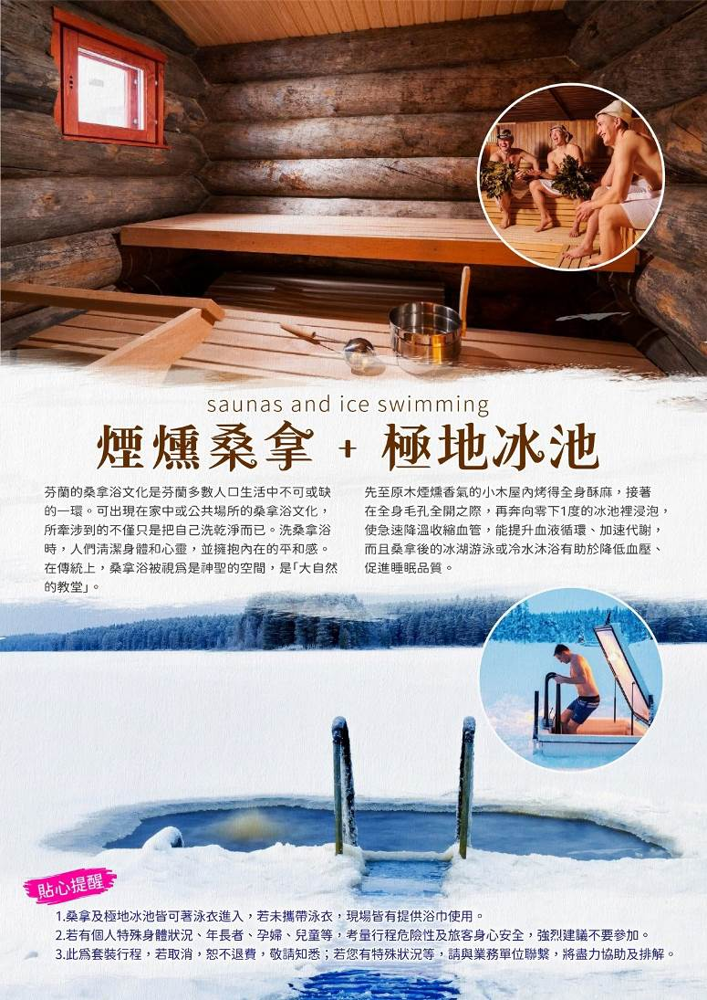 saunas and ice swimming
煙燻桑拿 + 極地冰池
芬蘭的桑拿浴文化是芬蘭多數人口生活中不可或缺
的一環。可出現在家中或公共場所的桑拿浴文化，
所牽涉到的不僅只是把自己洗乾淨而已。洗桑拿浴
時，人們清潔身體和心靈，並擁抱內在的平和感。
在傳統上，桑拿浴被視爲是神聖的空間，是「大自然
的教堂」。
先至原木煙燻香氣的小木屋內烤得全身酥麻，接著
在全身毛孔全開之際，再奔向零下1度的冰池裡浸泡，
使急速降溫收縮血管，能提升血液循環、加速代謝，
而且桑拿後的冰湖游泳或冷水沐浴有助於降低血壓、
促進睡眠品質。
貼心提醒
1.桑拿及極地冰池皆可著泳衣進入，若未攜帶泳衣，現場皆有提供浴巾使用。
2.若有個人特殊身體狀況、年長者、孕婦、兒童等，考量行程危險性及旅客身心安全，強烈建議不要參加。
3.此爲套裝行程，若取消，恕不退費，敬請知悉；若您有特殊狀況等，請與業務單位聯繫，將盡力協助及排解。